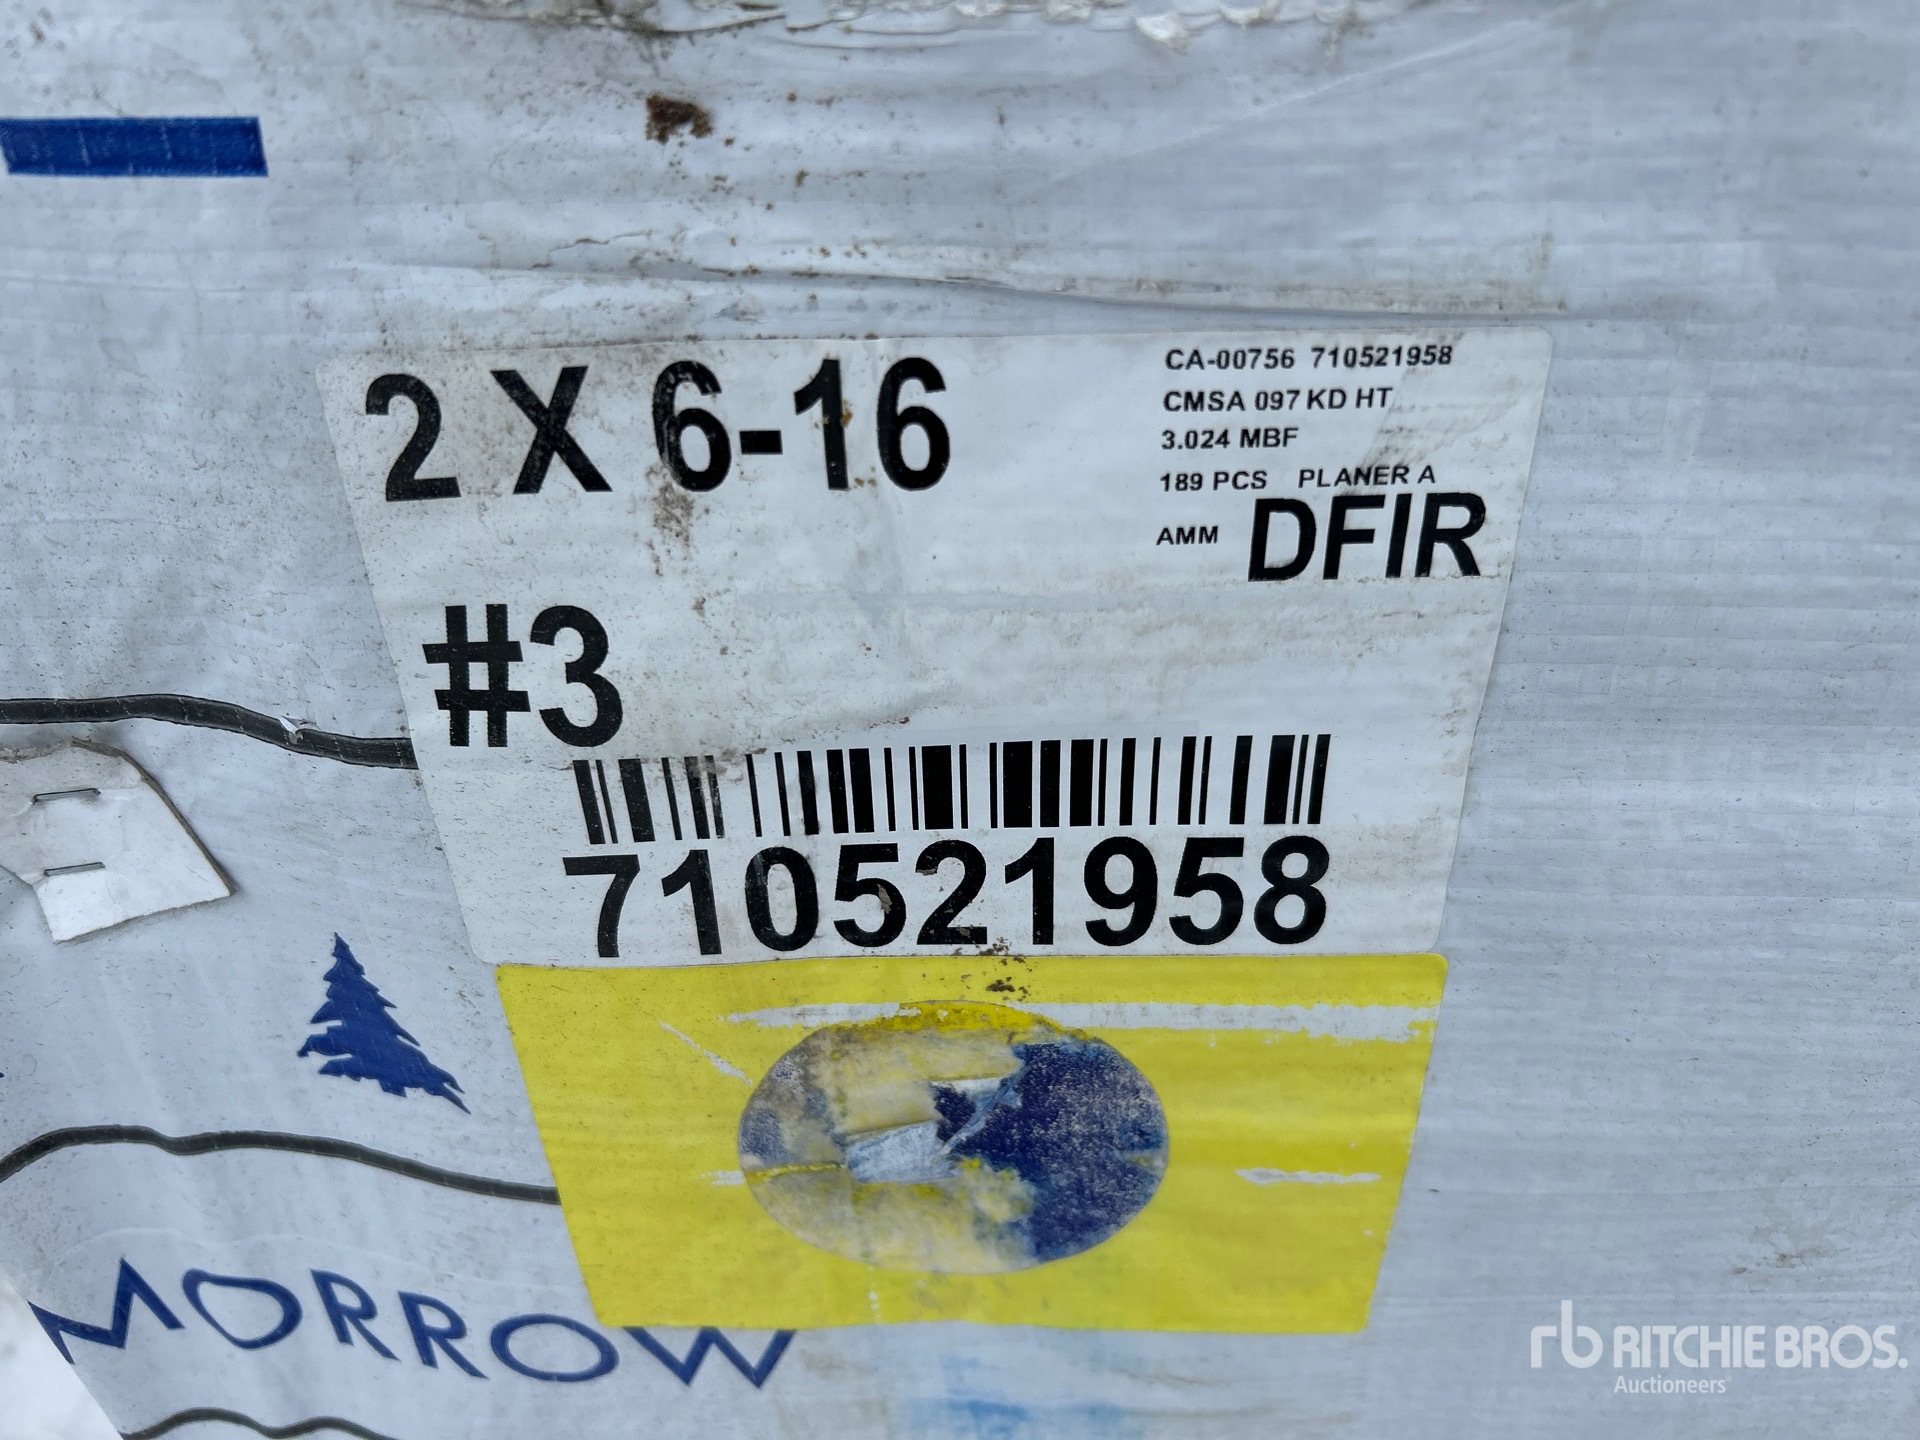 2 X 6-16
CA-00756 710521958
CMSA 097 KD HT
3.024 MBF
189 PCS PLANER A
AMM DFIR
#3
710521958
MORROW
rb RITCHIE BROS.
Auctioneers